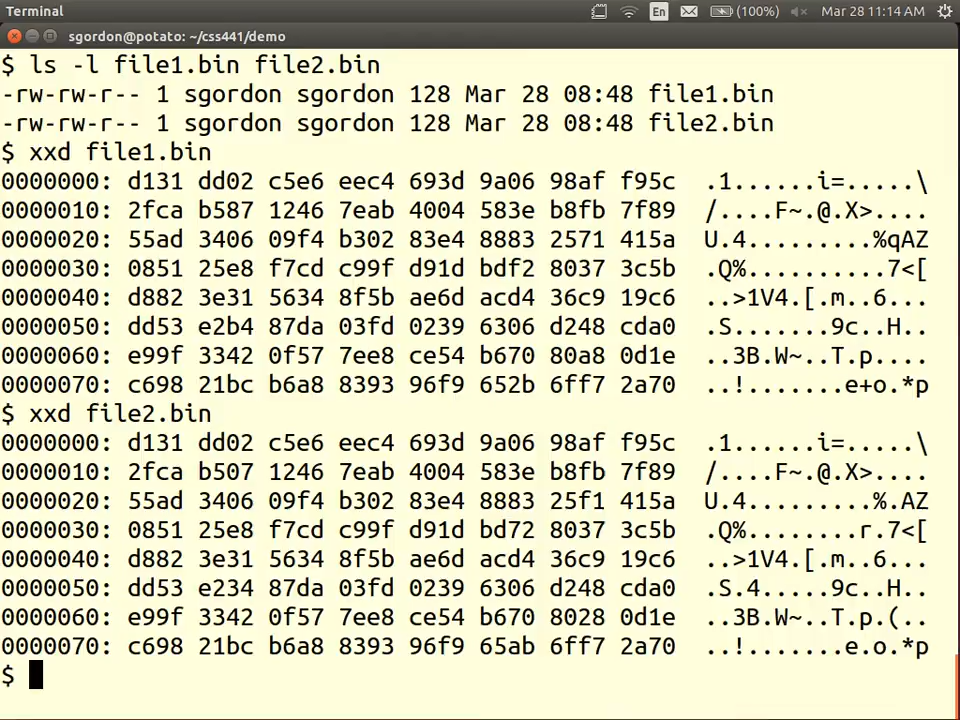 Terminal
En
(100%)
Mar 28 11:14 AM
sgordon@potato: ~/css441/demo
$ ls -l file1.bin file2.bin
-rw-rw-r-- 1 sgordon sgordon 128 Mar 28 08:48 file1.bin
-rw-rw-r-- 1 sgordon sgordon 128 Mar 28 08:48 file2.bin
$ xxd file1.bin
0000000: d131 dd02 c5e6 eec4 693d 9a06 98af f95c  .1......i=.....\
0000010: 2fca b587 1246 7eab 4004 583e b8fb 7f89  /....F~.@.X>....
0000020: 55ad 3406 09f4 b302 83e4 8883 2571 415a  U.4.........%qAZ
0000030: 0851 25e8 f7cd c99f d91d bdf2 8037 3c5b  .Q%..........7<[
0000040: d882 3e31 5634 8f5b ae6d acd4 36c9 19c6  ..>1V4.[.m..6...
0000050: dd53 e2b4 87da 03fd 0239 6306 d248 cda0  .S.......9c..H..
0000060: e99f 3342 0f57 7ee8 ce54 b670 80a8 0d1e  ..3B.W~..T.p....
0000070: c698 21bc b6a8 8393 96f9 652b 6ff7 2a70  ..!.......e+o.*p
$ xxd file2.bin
0000000: d131 dd02 c5e6 eec4 693d 9a06 98af f95c  .1......i=.....\
0000010: 2fca b507 1246 7eab 4004 583e b8fb 7f89  /....F~.@.X>....
0000020: 55ad 3406 09f4 b302 83e4 8883 25f1 415a  U.4.........%.AZ
0000030: 0851 25e8 f7cd c99f d91d bd72 8037 3c5b  .Q%........r.7<[
0000040: d882 3e31 5634 8f5b ae6d acd4 36c9 19c6  ..>1V4.[.m..6...
0000050: dd53 e234 87da 03fd 0239 6306 d248 cda0  .S.4.....9c..H..
0000060: e99f 3342 0f57 7ee8 ce54 b670 8028 0d1e  ..3B.W~..T.p.(..
0000070: c698 21bc b6a8 8393 96f9 65ab 6ff7 2a70  ..!.......e.o.*p
$